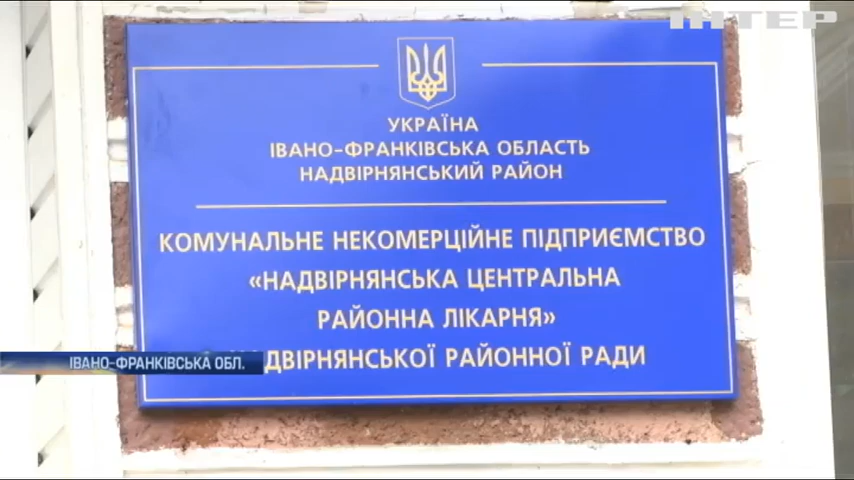 ІНТЕР
УКРАЇНА
ІВАНО-ФРАНКІВСЬКА ОБЛАСТЬ
НАДВІРНЯНСЬКИЙ РАЙОН
КОМУНАЛЬНЕ НЕКОМЕРЦІЙНЕ ПІДПРИЄМСТВО
«НАДВІРНЯНСЬКА ЦЕНТРАЛЬНА
РАЙОННА ЛІКАРНЯ»
АДВІРНЯНСЬКОЇ РАЙОННОЇ РАДИ
ІВАНО-ФРАНКІВСЬКА ОБЛ.